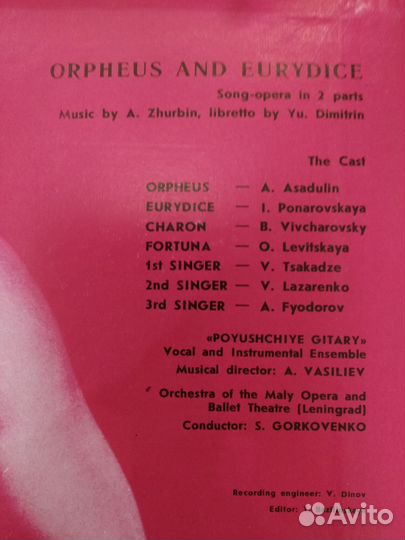 ORPHEUS AND EURYDICE
Song-opera in 2 parts
Music by A. Zhurbin, libretto by Yu. Dimitrin
The Cast
ORPHEUS — A. Asadulin
EURYDICE — I. Ponarovskaya
CHARON — B. Vivcharovsky
FORTUNA — O. Levitskaya
1st SINGER — V. Tsakadze
2nd SINGER — V. Lazarenko
3rd SINGER — A. Fyodorov
«POYUSHCHIYE GITARY»
Vocal and Instrumental Ensemble
Musical director: A. VASILIEV
Orchestra of the Maly Opera and
Ballet Theatre (Leningrad)
Conductor: S. GORKOVENKO
Recording engineer: V. Dinov
Editor:
Avito